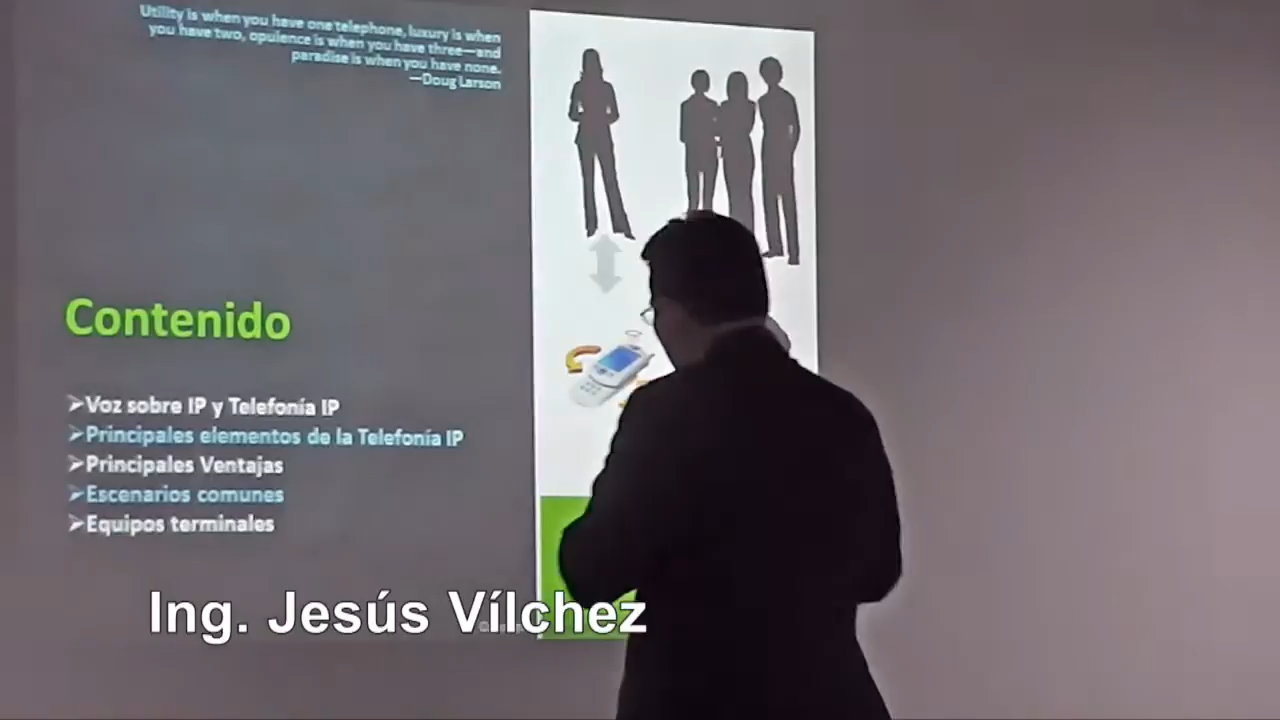 Utility is when you have one telephone, luxury is when
you have two, opulence is when you have three—and
paradise is when you have none.
—Doug Larson
Contenido
➢Voz sobre IP y Telefonía IP
➢Principales elementos de la Telefonía IP
➢Principales Ventajas
➢Escenarios comunes
➢Equipos terminales
Ing. Jesús Vílchez